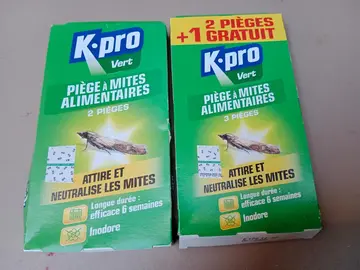 K•pro
Vert
PIÈGE À MITES
ALIMENTAIRES
2 PIÈGES
ATTIRE ET
NEUTRALISE LES MITES
Longue durée :
efficace 6 semaines
Inodore
2 PIÈGES
+1 GRATUIT
K•pro
Vert
PIÈGE À MITES
ALIMENTAIRES
3 PIÈGES
ATTIRE ET
NEUTRALISE LES MITES
Longue durée :
efficace 6 semaines
Inodore